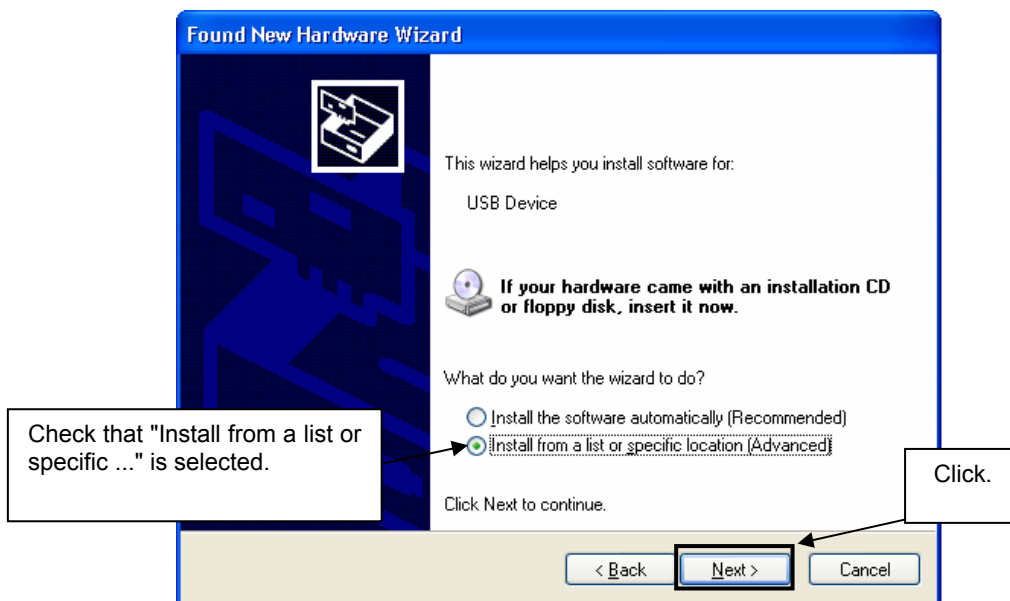 Found New Hardware Wizard
This wizard helps you install software for:
USB Device
If your hardware came with an installation CD
or floppy disk, insert it now.
What do you want the wizard to do?
Install the software automatically (Recommended)
Install from a list or specific location (Advanced)
Check that "Install from a list or
specific ..." is selected.
Click.
Click Next to continue.
< Back
Next >
Cancel